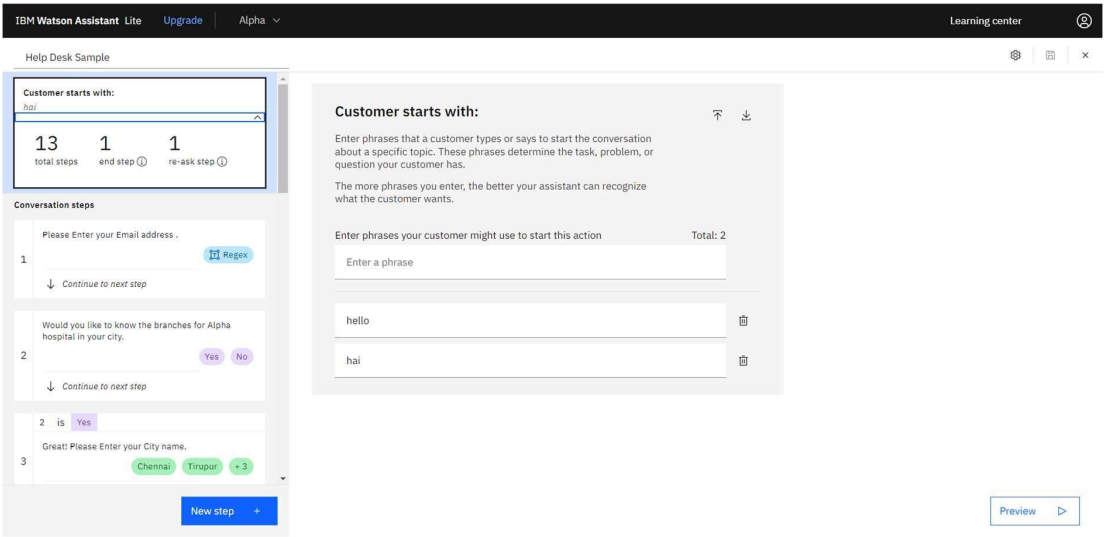 IBM Watson Assistant Lite Upgrade Alpha Learning center
Help Desk Sample
Customer starts with:
hai
13 1 1
total steps end step re-ask step
Conversation steps
Please Enter your Email address .
Regex
1
Continue to next step
Would you like to know the branches for Alpha
hospital in your city.
2
Yes No
Continue to next step
2 is Yes
Great! Please Enter your City name.
3
Chennai Tirupur + 3
New step +
Customer starts with:
Enter phrases that a customer types or says to start the conversation
about a specific topic. These phrases determine the task, problem, or
question your customer has.
The more phrases you enter, the better your assistant can recognize
what the customer wants.
Enter phrases your customer might use to start this action Total: 2
Enter a phrase
hello
hai
Preview